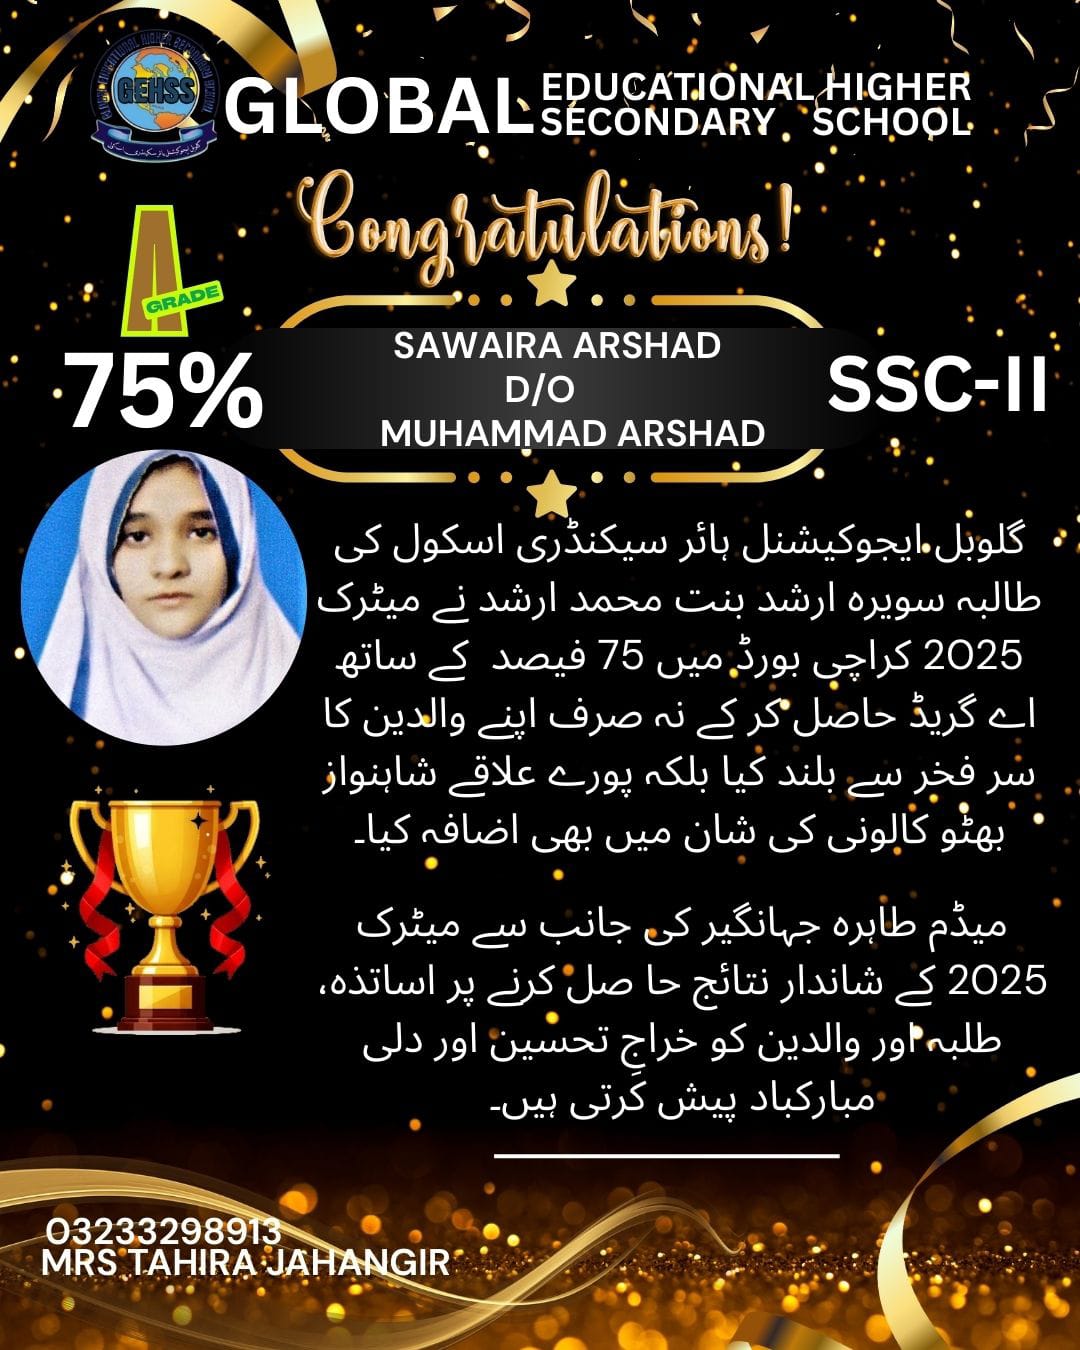 GEHSS
GLOBAL EDUCATIONAL HIGHER
SECONDARY SCHOOL
Congratulations!
A
GRADE
75%
SAWAIRA ARSHAD
D/O
MUHAMMAD ARSHAD
SSC-II
گلوبل ایجوکیشنل ہائر سیکنڈری اسکول کی
طالبہ سویرہ ارشد بنت محمد ارشد نے میٹرک
2025 کراچی بورڈ میں 75 فیصد کے ساتھ
اے گریڈ حاصل کر کے نہ صرف اپنے والدین کا
سر فخر سے بلند کیا بلکہ پورے علاقے شاہنواز
بھٹو کالونی کی شان میں بھی اضافہ کیا۔
میڈم طاہرہ جہانگیر کی جانب سے میٹرک
2025 کے شاندار نتائج حا صل کرنے پر اساتذہ،
طلبہ اور والدین کو خراجِ تحسین اور دلی
مبارکباد پیش کرتی ہیں۔
03233298913
MRS TAHIRA JAHANGIR